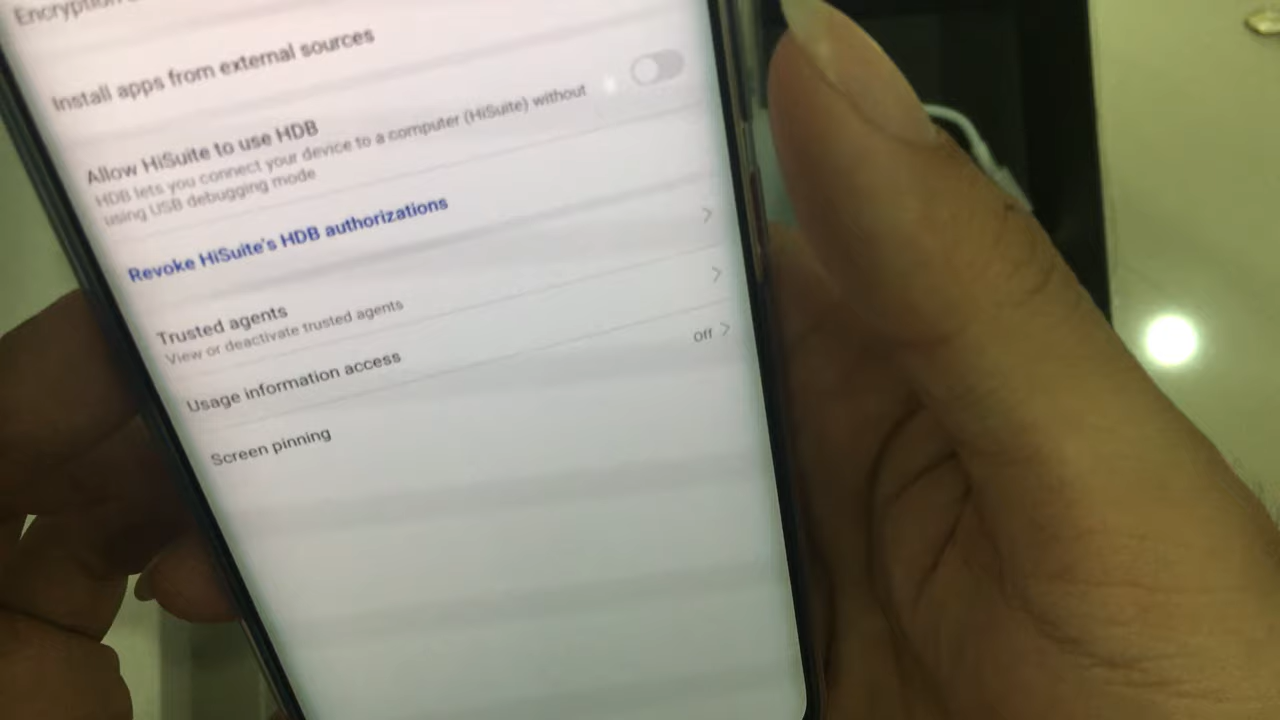 Encryption
Install apps from external sources
Allow HiSuite to use HDB
HDB lets you connect your device to a computer (HiSuite) without
using USB debugging mode
Revoke HiSuite's HDB authorizations
Trusted agents
View or deactivate trusted agents
Usage information access
Screen pinning
Off